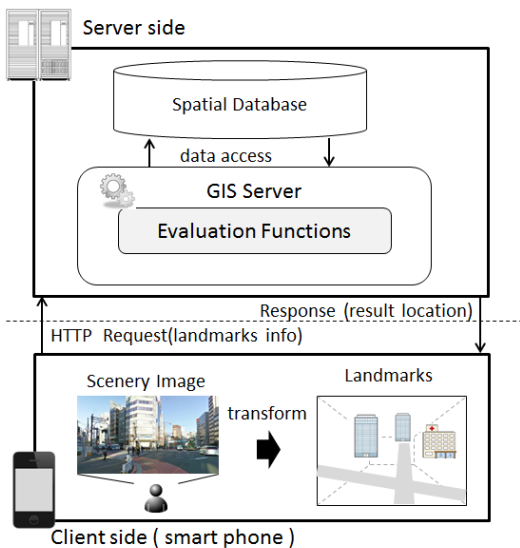 Server side
Spatial Database
data access
GIS Server
Evaluation Functions
Response (result location)
HTTP Request(landmarks info)
Scenery Image
Landmarks
transform
Client side ( smart phone )